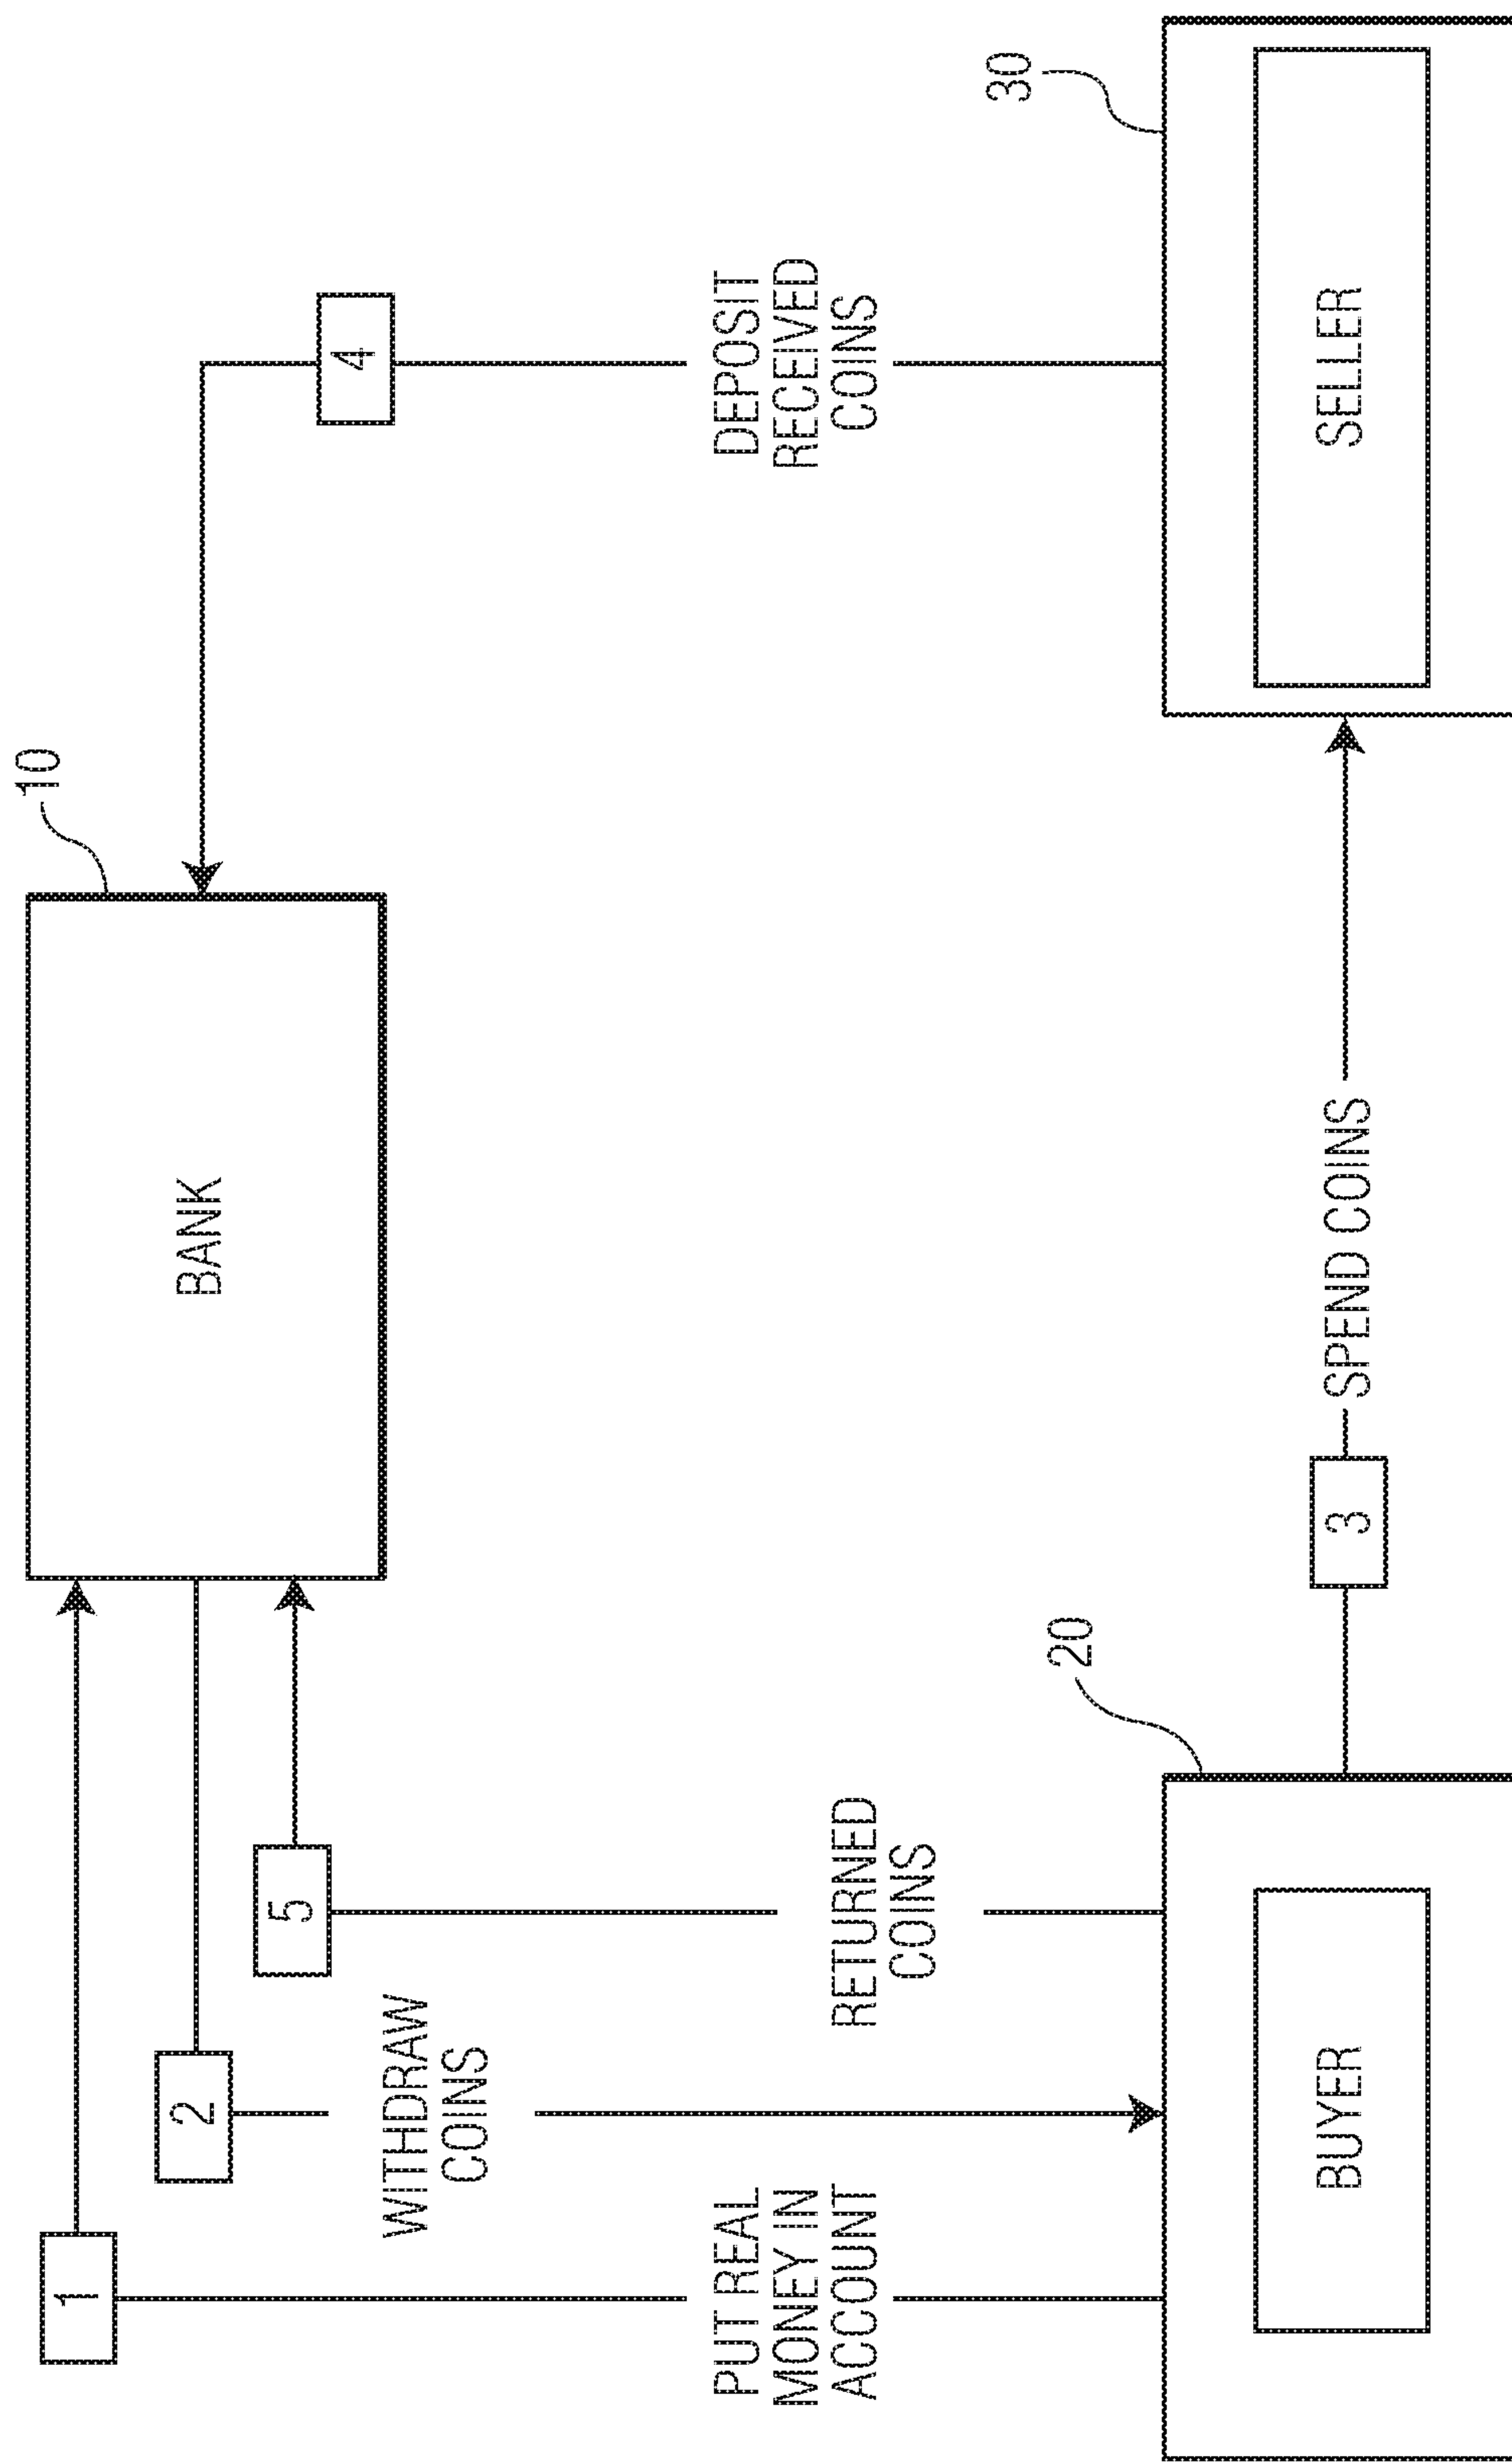 10
BANK
1
2
5
4
WITHDRAW
COINS
PUT REAL
MONEY IN
ACCOUNT
RETURNED
COINS
DEPOSIT
RECEIVED
COINS
20
30
BUYER
3
SPEND COINS
SELLER